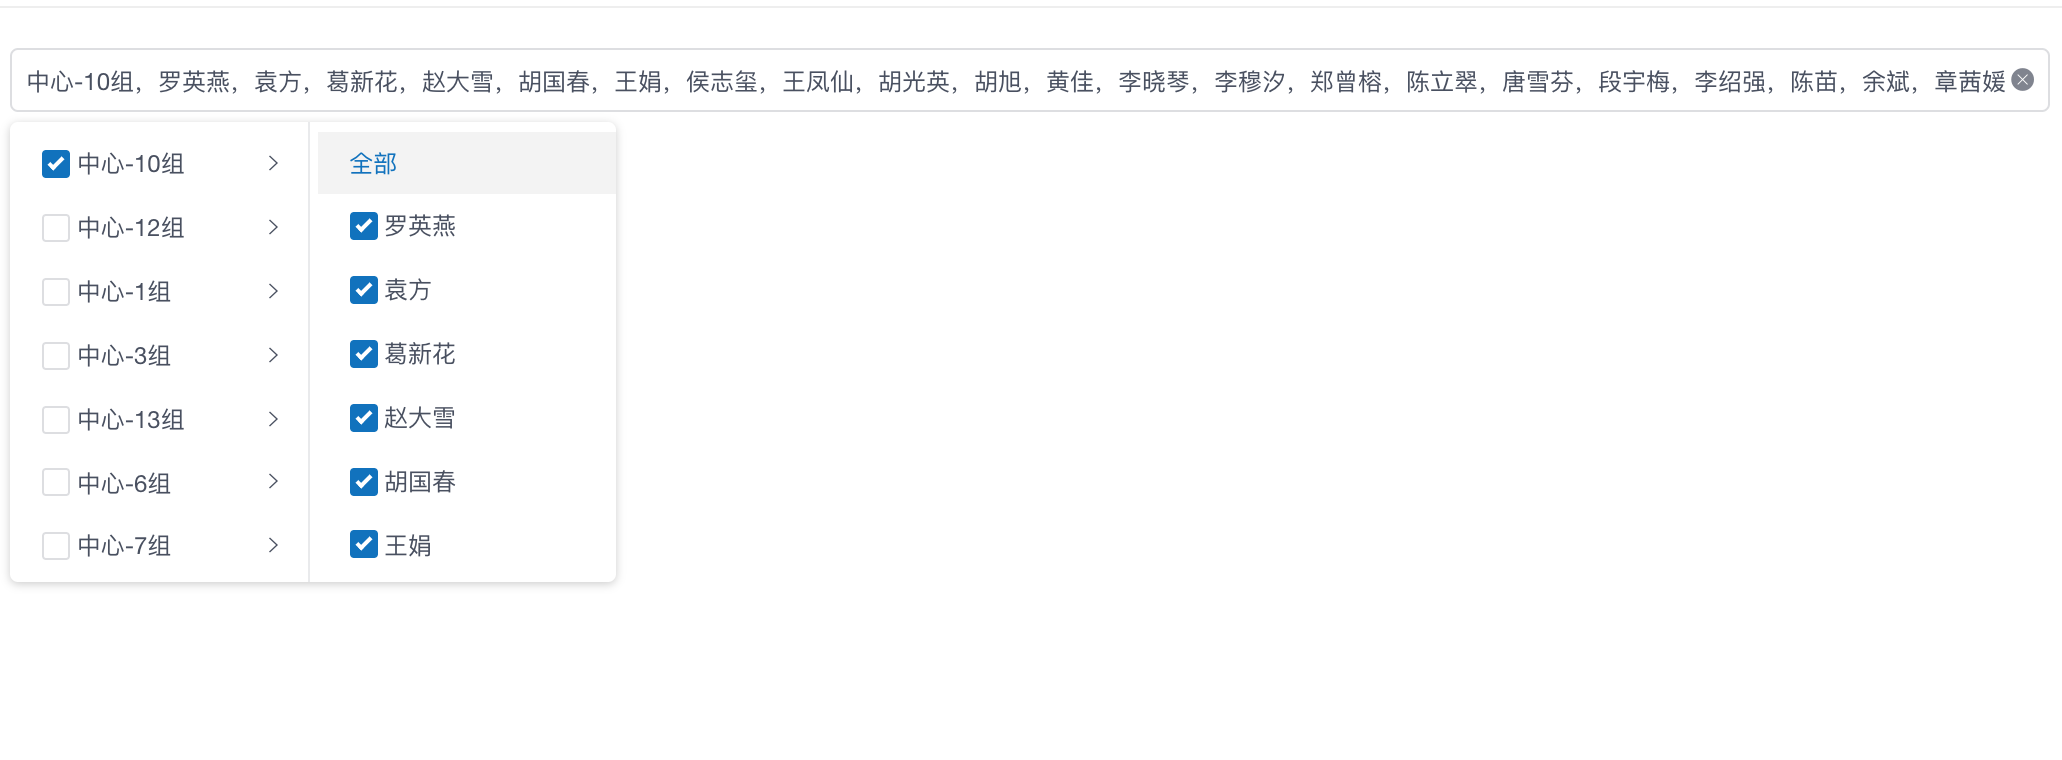 中心-10组，罗英燕，袁方，葛新花，赵大雪，胡国春，王娟，侯志玺，王凤仙，胡光英，胡旭，黄佳，李晓琴，李穆汐，郑曾榕，陈立翠，唐雪芬，段宇梅，李绍强，陈苗，余斌，章茜媛
中心-10组
中心-12组
中心-1组
中心-3组
中心-13组
中心-6组
中心-7组
全部
罗英燕
袁方
葛新花
赵大雪
胡国春
王娟